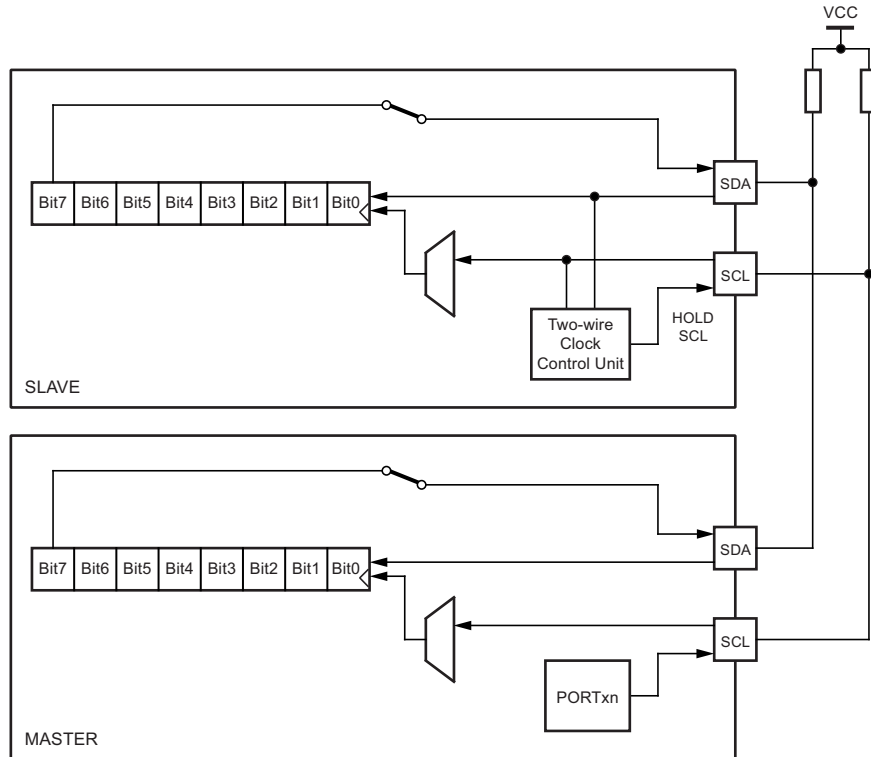 VCC
SDA
Bit7 Bit6 Bit5 Bit4 Bit3 Bit2 Bit1 Bit0
SCL
Two-wire
Clock
Control Unit
HOLD
SCL
SLAVE
SDA
Bit7 Bit6 Bit5 Bit4 Bit3 Bit2 Bit1 Bit0
SCL
PORTxn
MASTER